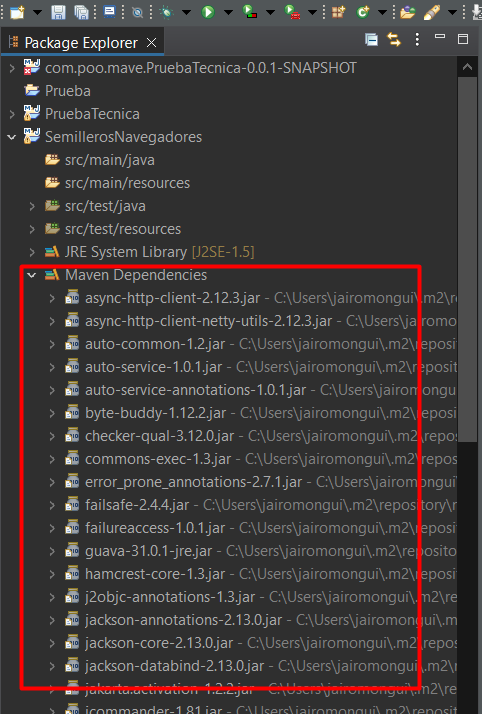 Package Explorer
com.poo.mave.PruebaTecnica-0.0.1-SNAPSHOT
Prueba
PruebaTecnica
SemillerosNavegadores
src/main/java
src/main/resources
src/test/java
src/test/resources
JRE System Library [J2SE-1.5]
Maven Dependencies
async-http-client-2.12.3.jar - C:\Users\jairomongui\.m2\repo
async-http-client-netty-utils-2.12.3.jar - C:\Users\jairomon
auto-common-1.2.jar - C:\Users\jairomongui\.m2\reposit
auto-service-1.0.1.jar - C:\Users\jairomongui\.m2\reposit
auto-service-annotations-1.0.1.jar - C:\Users\jairomongu
byte-buddy-1.12.2.jar - C:\Users\jairomongui\.m2\reposi
checker-qual-3.12.0.jar - C:\Users\jairomongui\.m2\repos
commons-exec-1.3.jar - C:\Users\jairomongui\.m2\repos
error_prone_annotations-2.7.1.jar - C:\Users\jairomongui
failsafe-2.4.4.jar - C:\Users\jairomongui\.m2\repository\
failureaccess-1.0.1.jar - C:\Users\jairomongui\.m2\reposit
guava-31.0.1-jre.jar - C:\Users\jairomongui\.m2\reposito
hamcrest-core-1.3.jar - C:\Users\jairomongui\.m2\reposi
j2objc-annotations-1.3.jar - C:\Users\jairomongui\.m2\re
jackson-annotations-2.13.0.jar - C:\Users\jairomongui\.m
jackson-core-2.13.0.jar - C:\Users\jairomongui\.m2\repos
jackson-databind-2.13.0.jar - C:\Users\jairomongui\.m2\r
jakarta.activation-1.2.2.jar - C:\Users\jairomongui\.m2\re
jcommander-1.81.jar - C:\Users\jairomongui\.m2\reposi